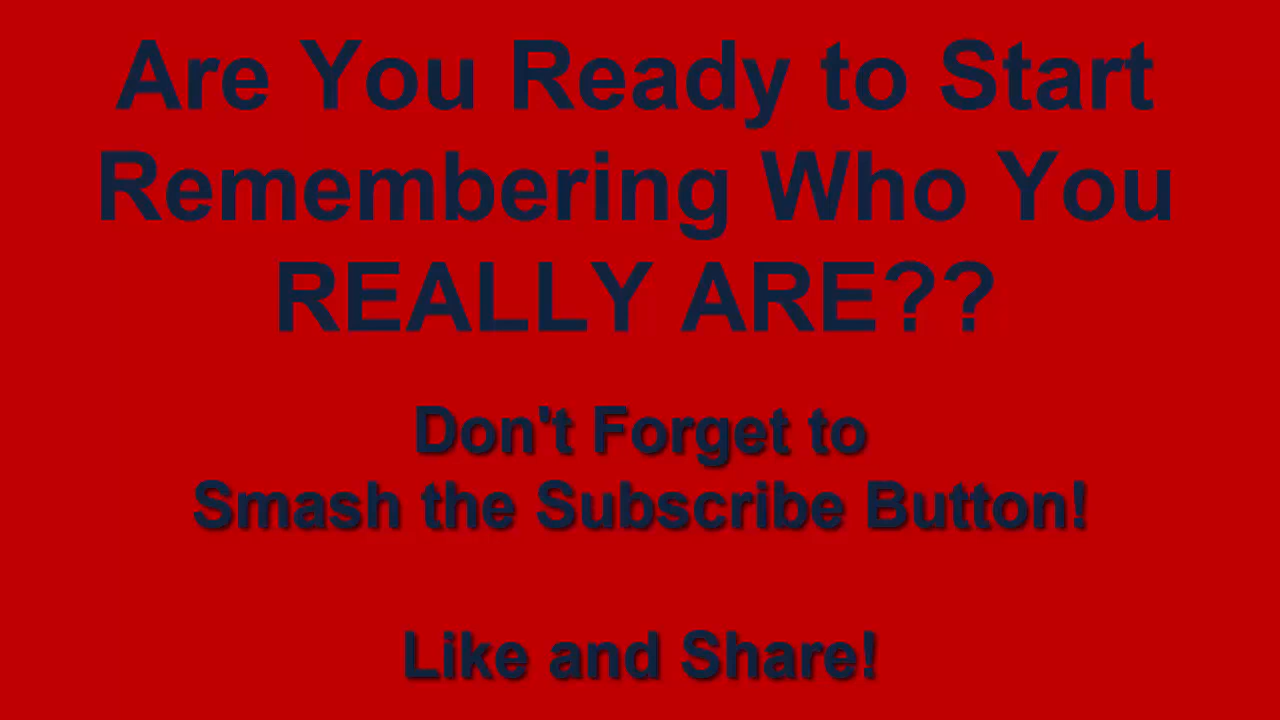 Are You Ready to Start
Remembering Who You
REALLY ARE??
Don't Forget to
Smash the Subscribe Button!
Like and Share!